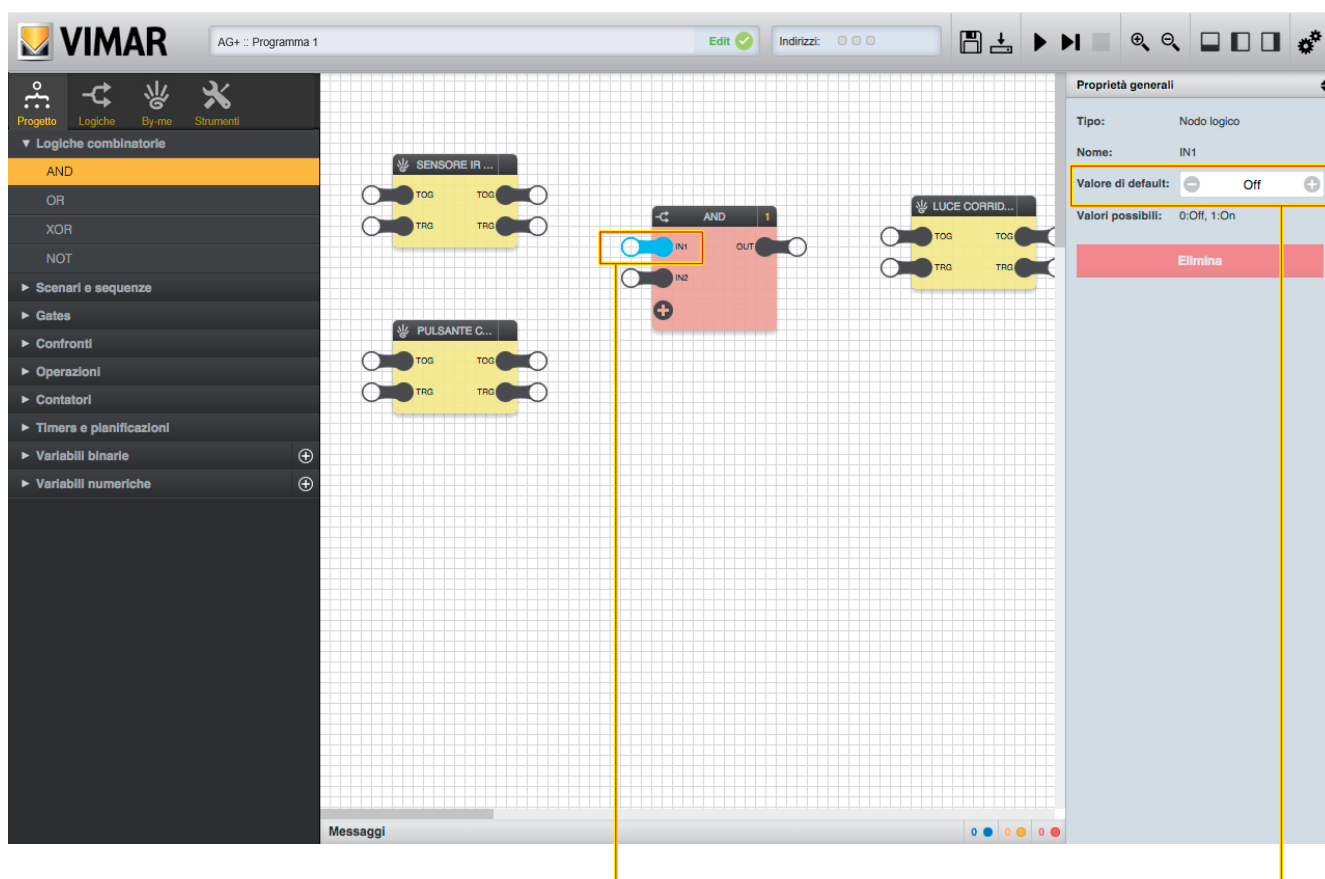 VIMAR
AG+ :: Programma 1
Edit
Indirizzi:
Progetto
Logiche
By-me
Strumenti
▼ Logiche combinatorie
AND
OR
XOR
NOT
► Scenari e sequenze
► Gates
► Confronti
► Operazioni
► Contatori
► Timers e pianificazioni
► Variabili binarie
► Variabili numeriche
SENSORE IR ...
TOG TOG
TRG TRG
PULSANTE C...
TOG TOG
TRG TRG
AND 1
IN1 OUT
IN2
LUCE CORRID...
TOG TOG
TRG TRG
Messaggi
0 0 0
Proprietà generali
Tipo: Nodo logico
Nome: IN1
Valore di default: Off
Valori possibili: 0:Off, 1:On
Elimina